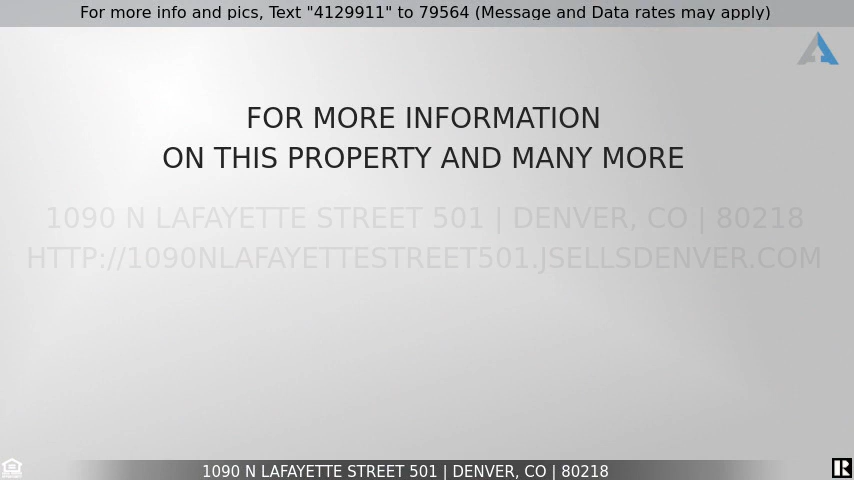 For more info and pics, Text "4129911" to 79564 (Message and Data rates may apply)
FOR MORE INFORMATION
ON THIS PROPERTY AND MANY MORE
1090 N LAFAYETTE STREET 501 | DENVER, CO | 80218
HTTP://1090NLAFAYETTESTREET501.JSELLSDENVER.COM
1090 N LAFAYETTE STREET 501 | DENVER, CO | 80218